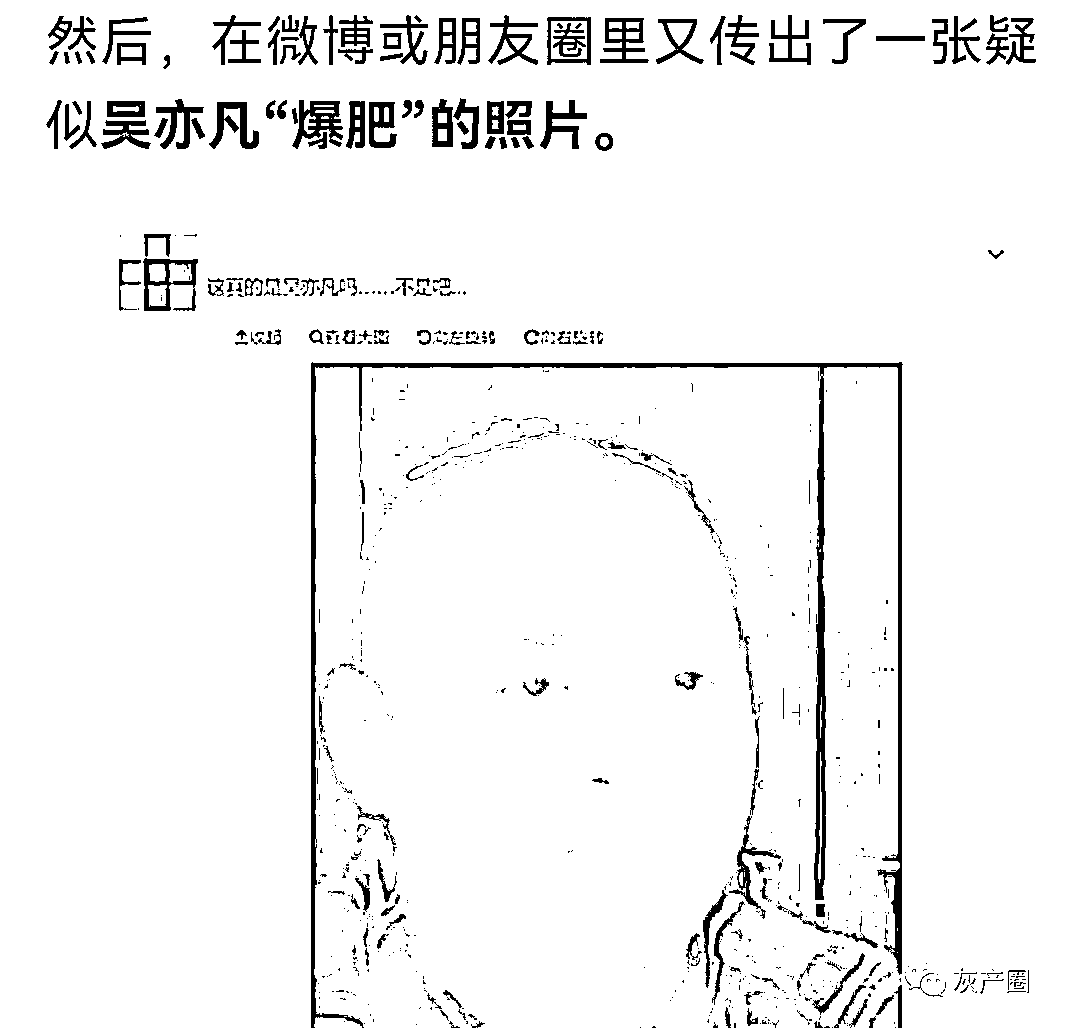 然后，在微博或朋友圈里又传出了一张疑
似吴亦凡“爆肥”的照片。
这真的是吴亦凡吗……不是吧...
收起 查看大图 向左旋转 向右旋转
灰产圈